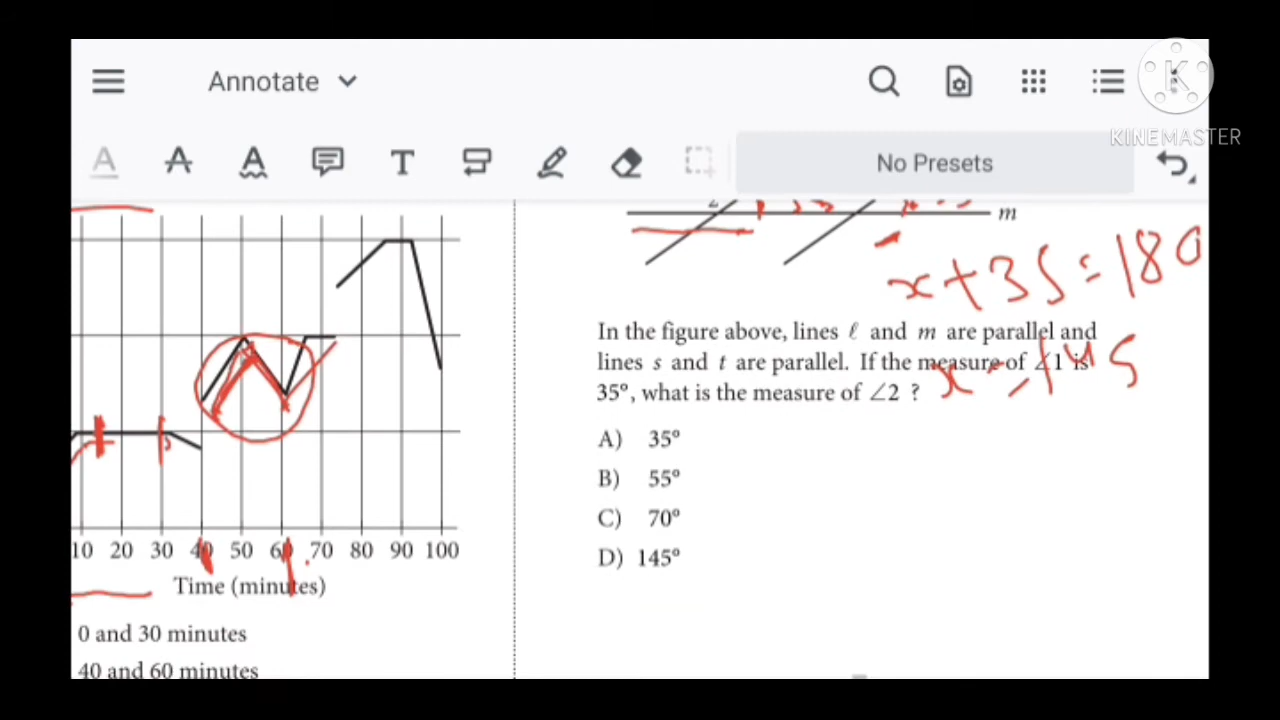 Annotate
KINEMASTER
No Presets
2
m
x+35=180
In the figure above, lines ℓ and m are parallel and
lines s and t are parallel. If the measure of ∠1 is
35°, what is the measure of ∠2 ?
x=145
A) 35°
B) 55°
C) 70°
D) 145°
10 20 30 40 50 60 70 80 90 100
Time (minutes)
0 and 30 minutes
40 and 60 minutes